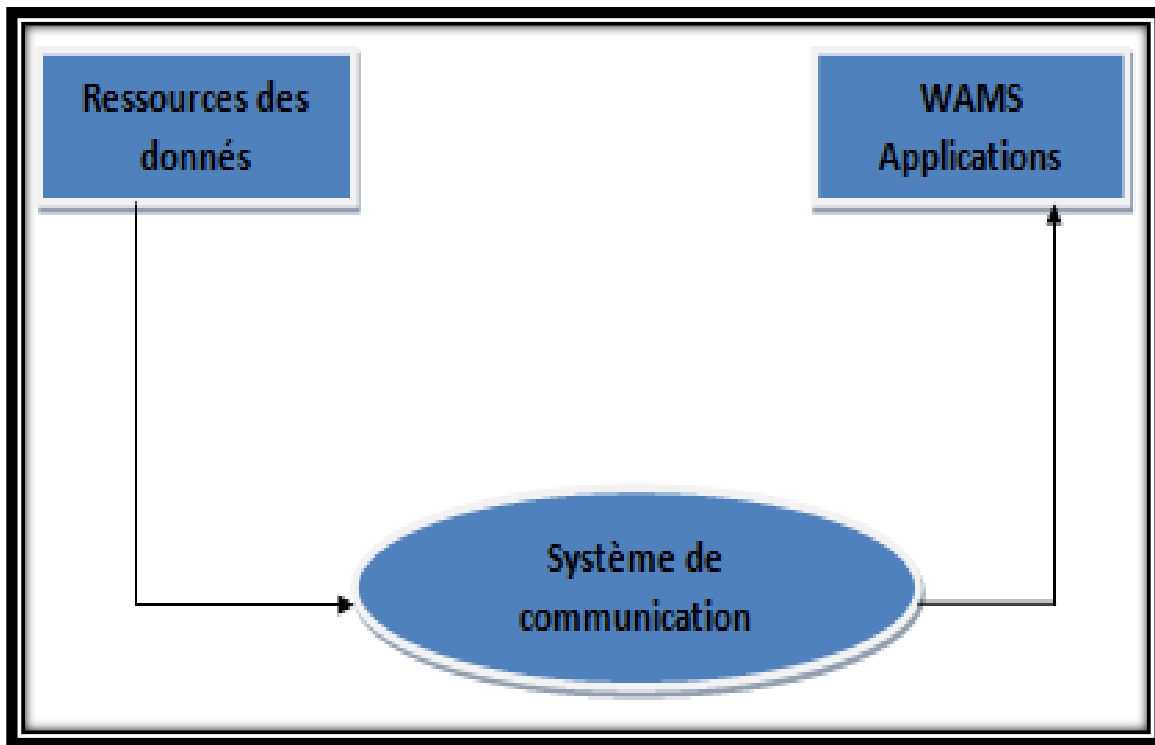 Ressources des
donnés
WAMS
Applications
Système de
communication